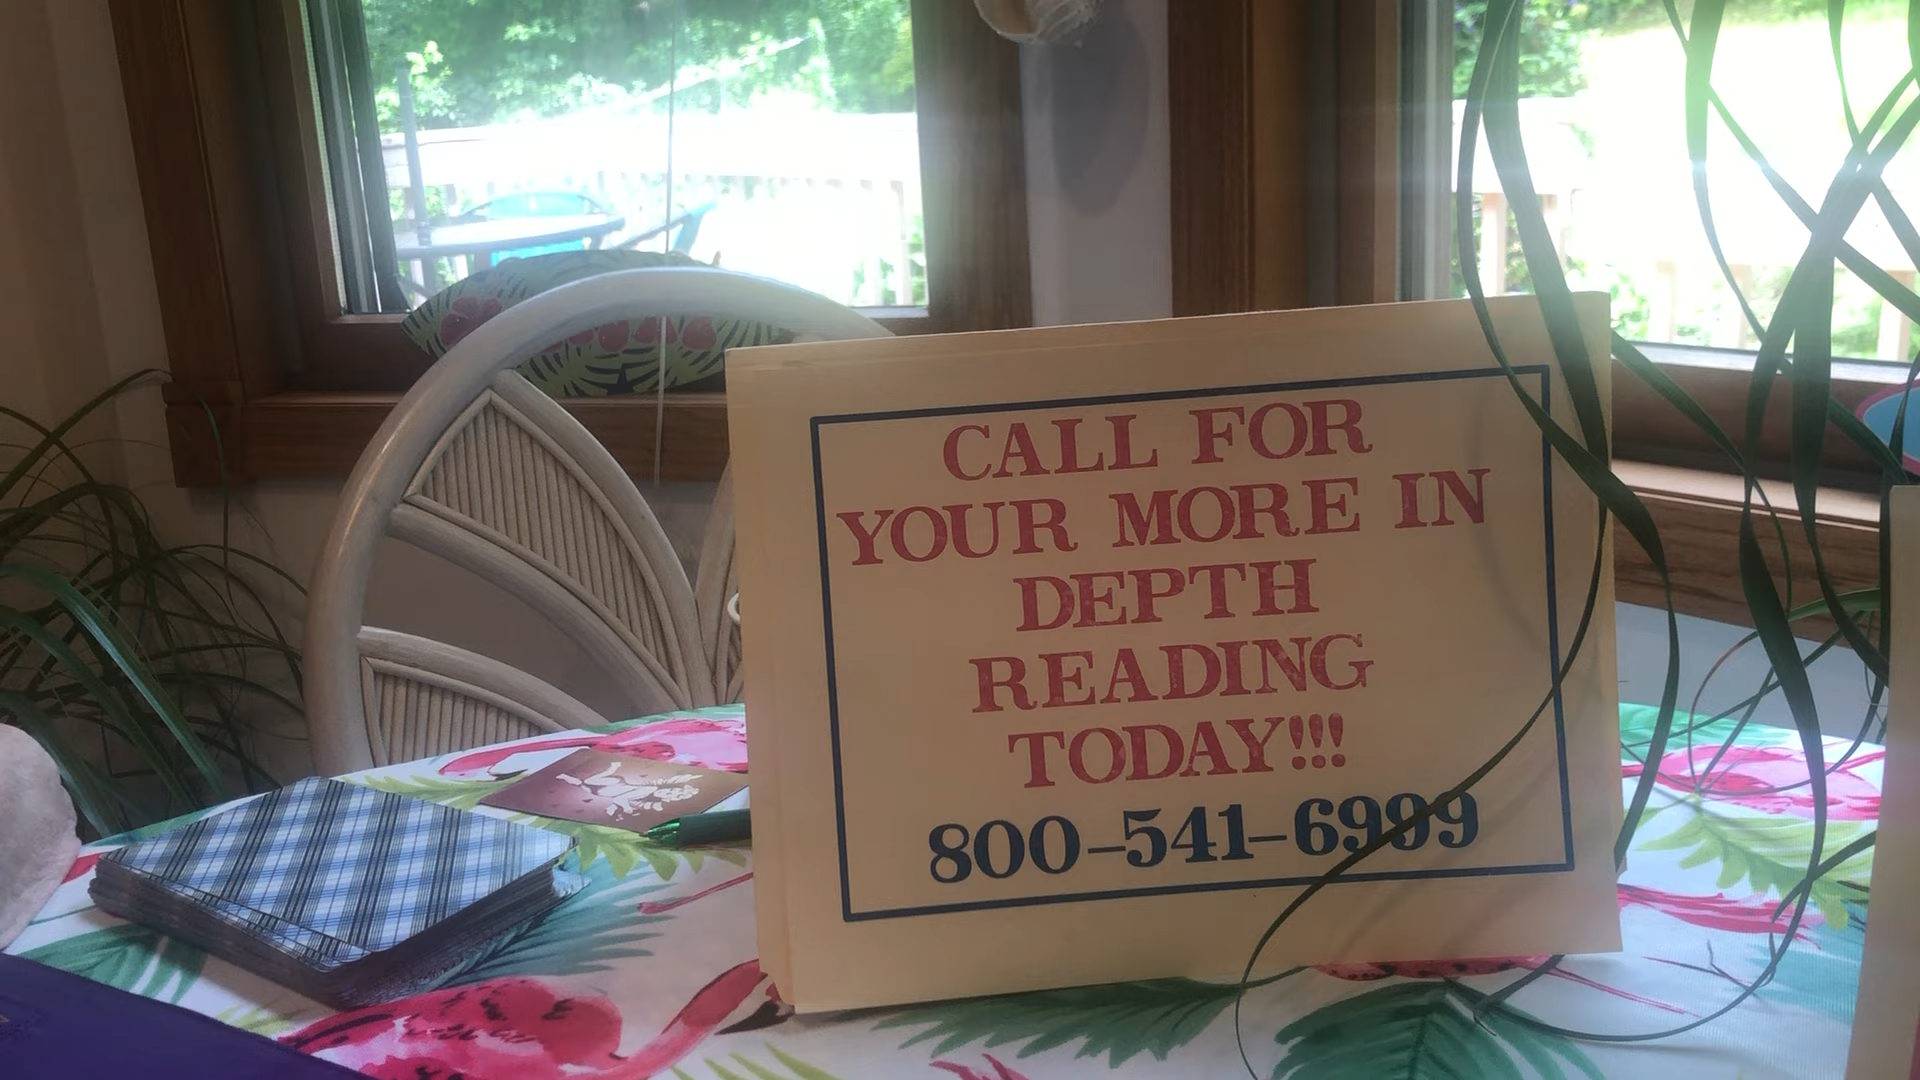 CALL FOR
YOUR MORE IN
DEPTH
READING
TODAY!!!
800-541-6999